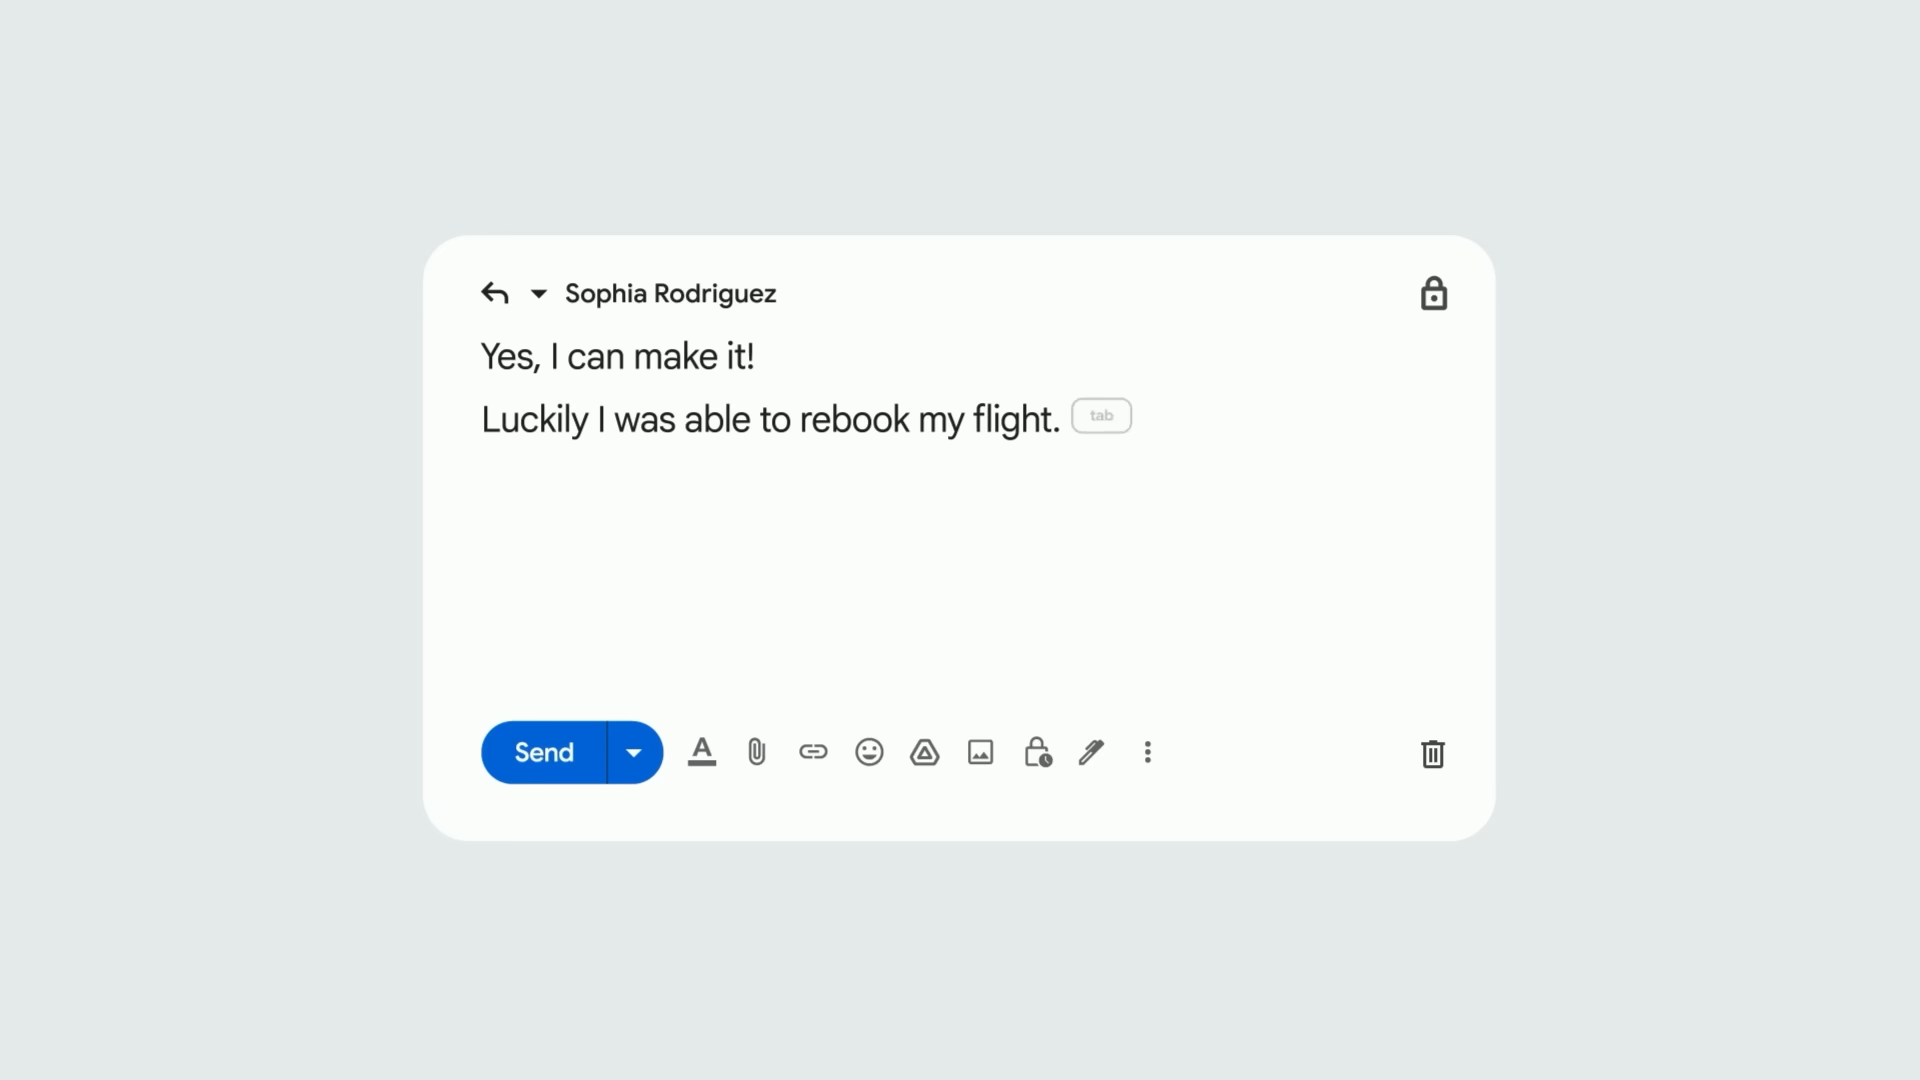 Sophia Rodriguez
Yes, I can make it!
Luckily I was able to rebook my flight. tab
Send